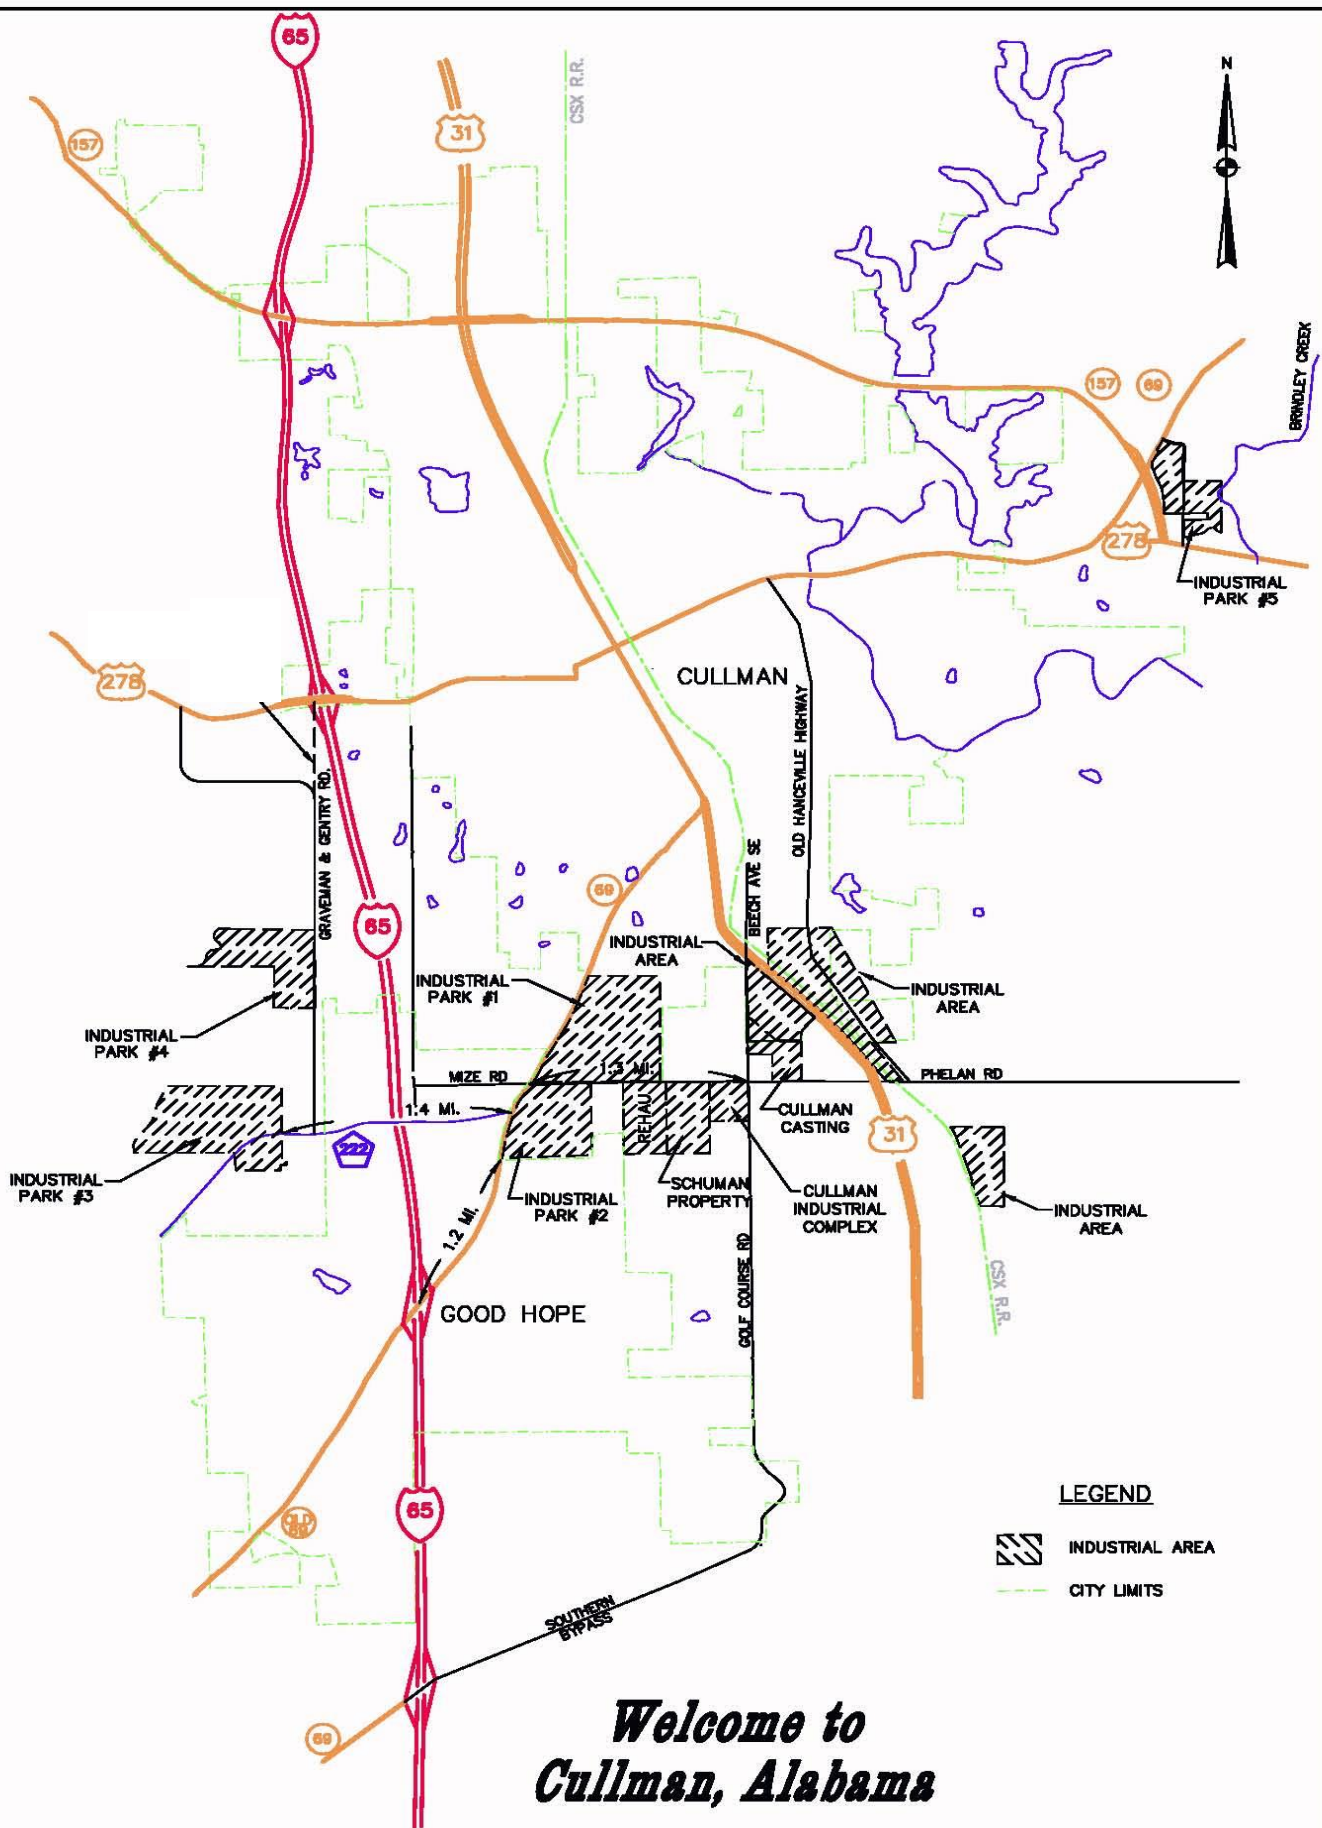 65
CSX R.R.
31
N
157
BRINDLEY CREEK
157
69
278
INDUSTRIAL
PARK #5
278
CULLMAN
OLD HANCEVILLE HIGHWAY
GRAVEMAN & GENTRY RD.
BEECH AVE SE
69
65
INDUSTRIAL
AREA
INDUSTRIAL
PARK #1
INDUSTRIAL
AREA
INDUSTRIAL
PARK #4
MIZE RD
1.3 MI.
PHELAN RD
1.4 MI.
REHAU
CULLMAN
CASTING
31
222
INDUSTRIAL
PARK #3
SCHUMAN
PROPERTY
INDUSTRIAL
PARK #2
CULLMAN
INDUSTRIAL
COMPLEX
INDUSTRIAL
AREA
1.2 MI.
GOLF COURSE RD
CSX R.R.
GOOD HOPE
65
OLD
69
LEGEND
INDUSTRIAL AREA
CITY LIMITS
SOUTHERN
BYPASS
69
Welcome to
Cullman, Alabama